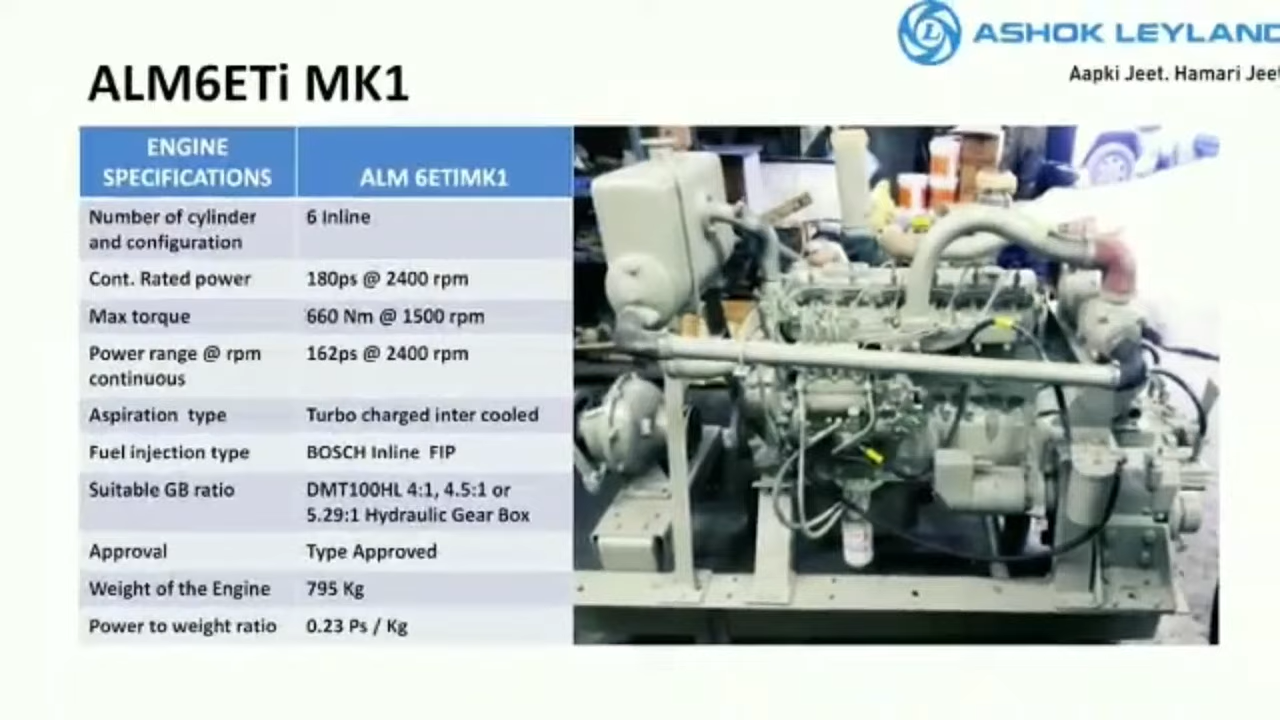 ASHOK LEYLAND
Aapki Jeet. Hamari Jeet
ALM6ETi MK1
ENGINE
SPECIFICATIONS
ALM 6ETIMK1
Number of cylinder
and configuration
6 Inline
Cont. Rated power
180ps @ 2400 rpm
Max torque
660 Nm @ 1500 rpm
Power range @ rpm
continuous
162ps @ 2400 rpm
Aspiration type
Turbo charged inter cooled
Fuel injection type
BOSCH Inline FIP
Suitable GB ratio
DMT100HL 4:1, 4.5:1 or
5.29:1 Hydraulic Gear Box
Approval
Type Approved
Weight of the Engine
795 Kg
Power to weight ratio
0.23 Ps / Kg